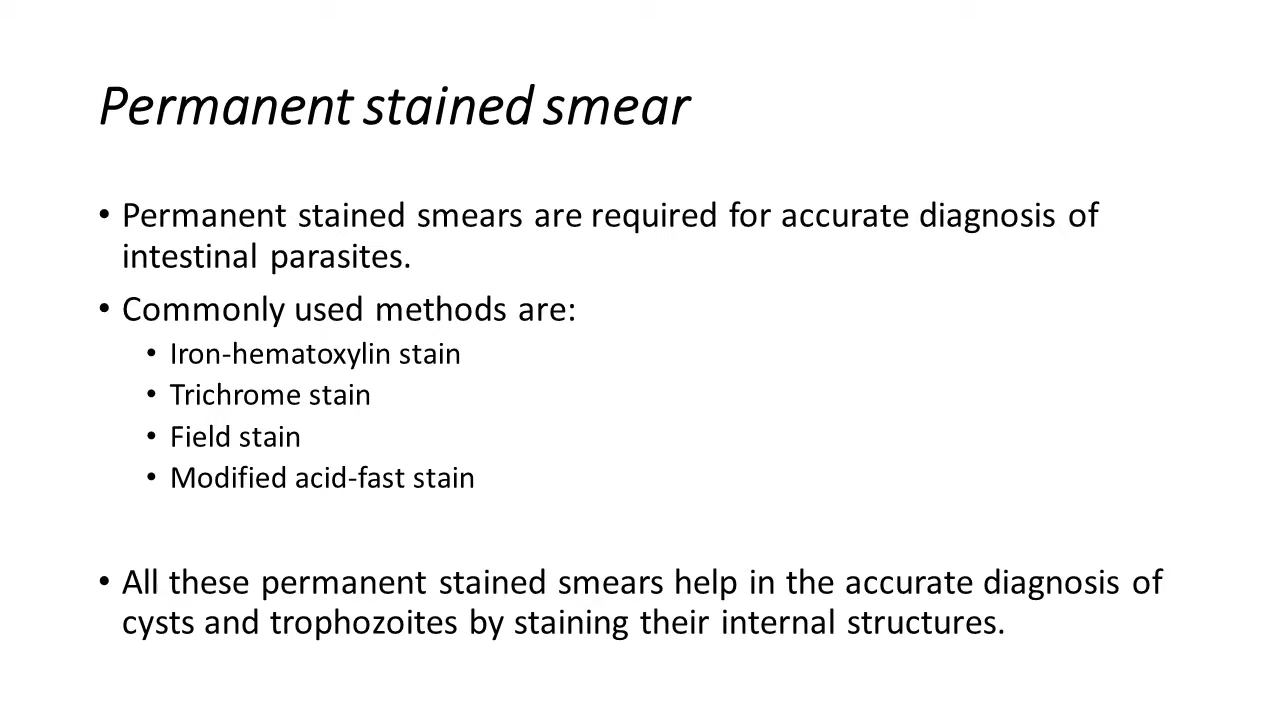 Permanent stained smear
• Permanent stained smears are required for accurate diagnosis of
intestinal parasites.
• Commonly used methods are:
• Iron-hematoxylin stain
• Trichrome stain
• Field stain
• Modified acid-fast stain
• All these permanent stained smears help in the accurate diagnosis of
cysts and trophozoites by staining their internal structures.